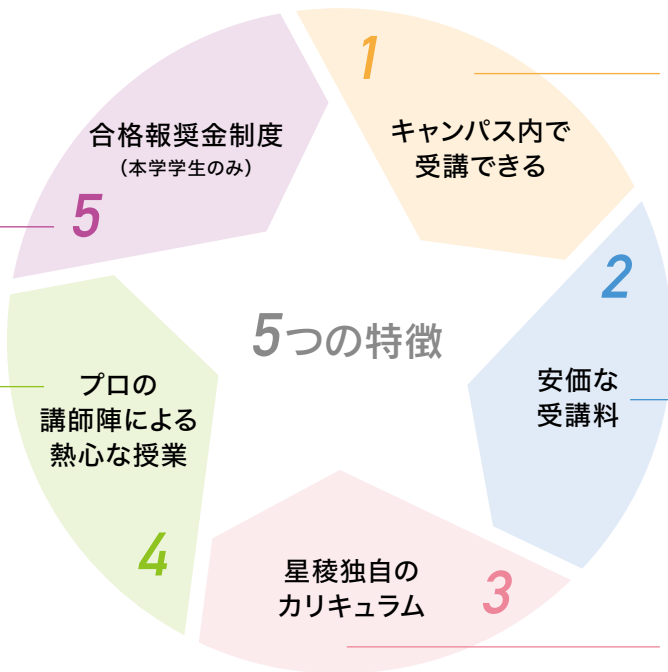 5つの特徴
1
キャンパス内で
受講できる
2
安価な
受講料
3
星稜独自の
カリキュラム
4
プロの
講師陣による
熱心な授業
5
合格報奨金制度
(本学学生のみ)